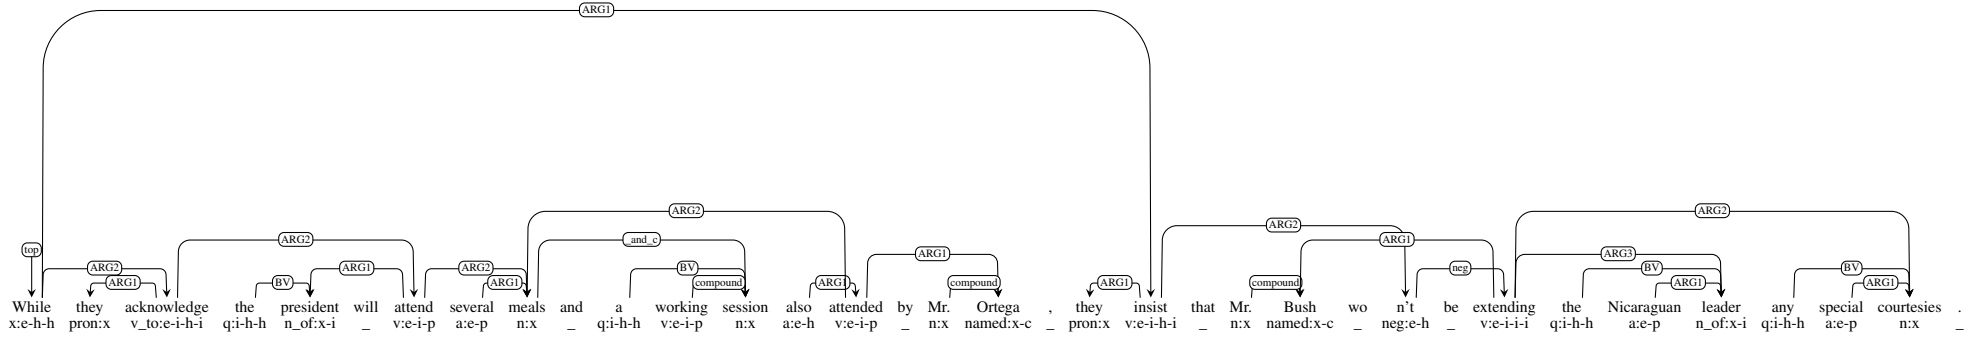 ARG1
ARG2
ARG2
ARG2
ARG1
ARG2
_and_c
ARG1
top
ARG1
ARG3
ARG2
ARG1
ARG2
BV
neg
BV
BV
ARG1
BV
ARG1
compound
ARG1
compound
ARG1
compound
ARG1
ARG1
While they acknowledge the president will attend several meals and a working session also attended by Mr. Ortega , they insist that Mr. Bush wo n't be extending the Nicaraguan leader any special courtesies .
x:e-h-h pron:x v_to:e-i-h-i q:i-h-h n_of:x-i _ v:e-i-p a:e-p n:x _ q:i-h-h v:e-i-p n:x a:e-h v:e-i-p _ n:x named:x-c _ pron:x v:e-i-h-i _ n:x named:x-c _ neg:e-h _ v:e-i-i-i q:i-h-h a:e-p n_of:x-i q:i-h-h a:e-p n:x _